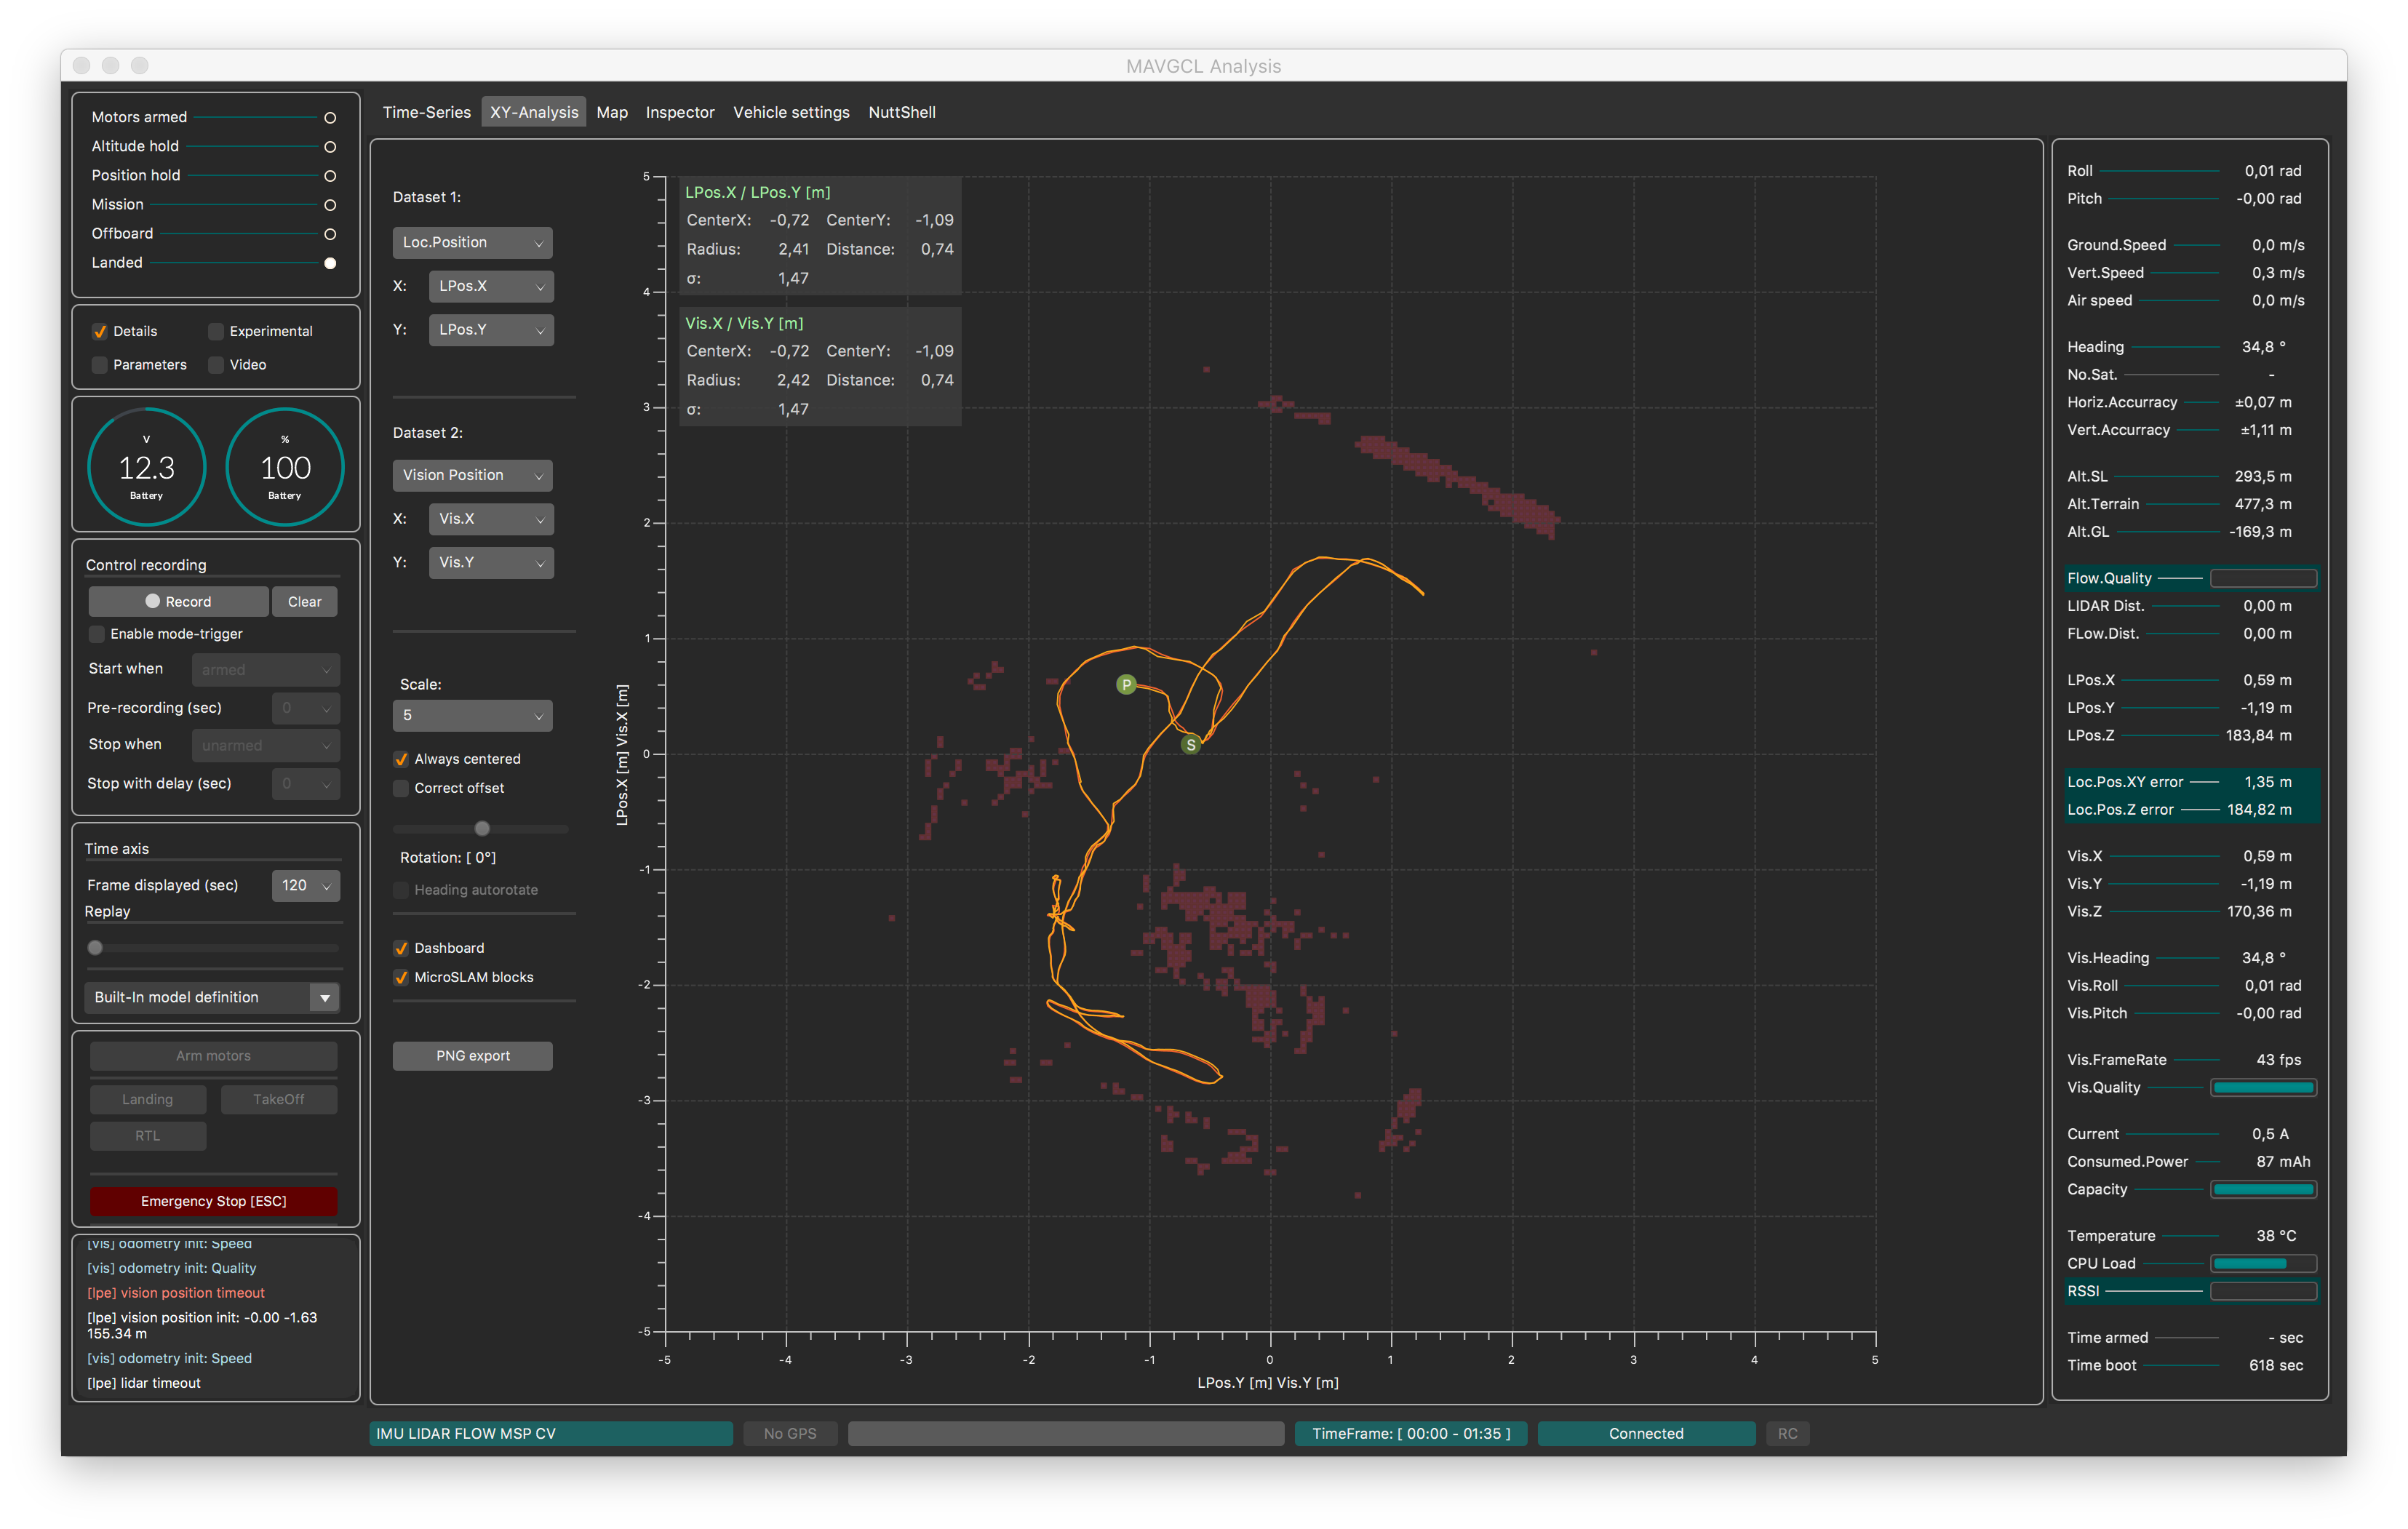 MAVGCL Analysis
Motors armed
Altitude hold
Position hold
Mission
Offboard
Landed
Details Experimental
Parameters Video
V
12.3
Battery
%
100
Battery
Control recording
Record Clear
Enable mode-trigger
Start when armed
Pre-recording (sec) 0
Stop when unarmed
Stop with delay (sec) 0
Time axis
Frame displayed (sec) 120
Replay
Built-In model definition
Arm motors
Landing TakeOff
RTL
Emergency Stop [ESC]
[vis] odometry init: Speed
[vis] odometry init: Quality
[lpe] vision position timeout
[lpe] vision position init: -0.00 -1.63
155.34 m
[vis] odometry init: Speed
[lpe] lidar timeout
Time-Series XY-Analysis Map Inspector Vehicle settings NuttShell
Dataset 1:
Loc.Position
X: LPos.X
Y: LPos.Y
Dataset 2:
Vision Position
X: Vis.X
Y: Vis.Y
Scale:
5
Always centered
Correct offset
Rotation: [ 0°]
Heading autorotate
Dashboard
MicroSLAM blocks
PNG export
LPos.X / LPos.Y [m]
CenterX: -0,72 CenterY: -1,09
Radius: 2,41 Distance: 0,74
σ: 1,47
Vis.X / Vis.Y [m]
CenterX: -0,72 CenterY: -1,09
Radius: 2,42 Distance: 0,74
σ: 1,47
5
4
3
2
1
0
-1
-2
-3
-4
-5
LPos.X [m] Vis.X [m]
P
S
-5 -4 -3 -2 -1 0 1 2 3 4 5
LPos.Y [m] Vis.Y [m]
Roll 0,01 rad
Pitch -0,00 rad
Ground.Speed 0,0 m/s
Vert.Speed 0,3 m/s
Air speed 0,0 m/s
Heading 34,8 °
No.Sat. -
Horiz.Accurracy ±0,07 m
Vert.Accurracy ±1,11 m
Alt.SL 293,5 m
Alt.Terrain 477,3 m
Alt.GL -169,3 m
Flow.Quality
LIDAR Dist. 0,00 m
FLow.Dist. 0,00 m
LPos.X 0,59 m
LPos.Y -1,19 m
LPos.Z 183,84 m
Loc.Pos.XY error 1,35 m
Loc.Pos.Z error 184,82 m
Vis.X 0,59 m
Vis.Y -1,19 m
Vis.Z 170,36 m
Vis.Heading 34,8 °
Vis.Roll 0,01 rad
Vis.Pitch -0,00 rad
Vis.FrameRate 43 fps
Vis.Quality
Current 0,5 A
Consumed.Power 87 mAh
Capacity
Temperature 38 °C
CPU Load
RSSI
Time armed - sec
Time boot 618 sec
IMU LIDAR FLOW MSP CV No GPS TimeFrame: [ 00:00 - 01:35 ] Connected RC